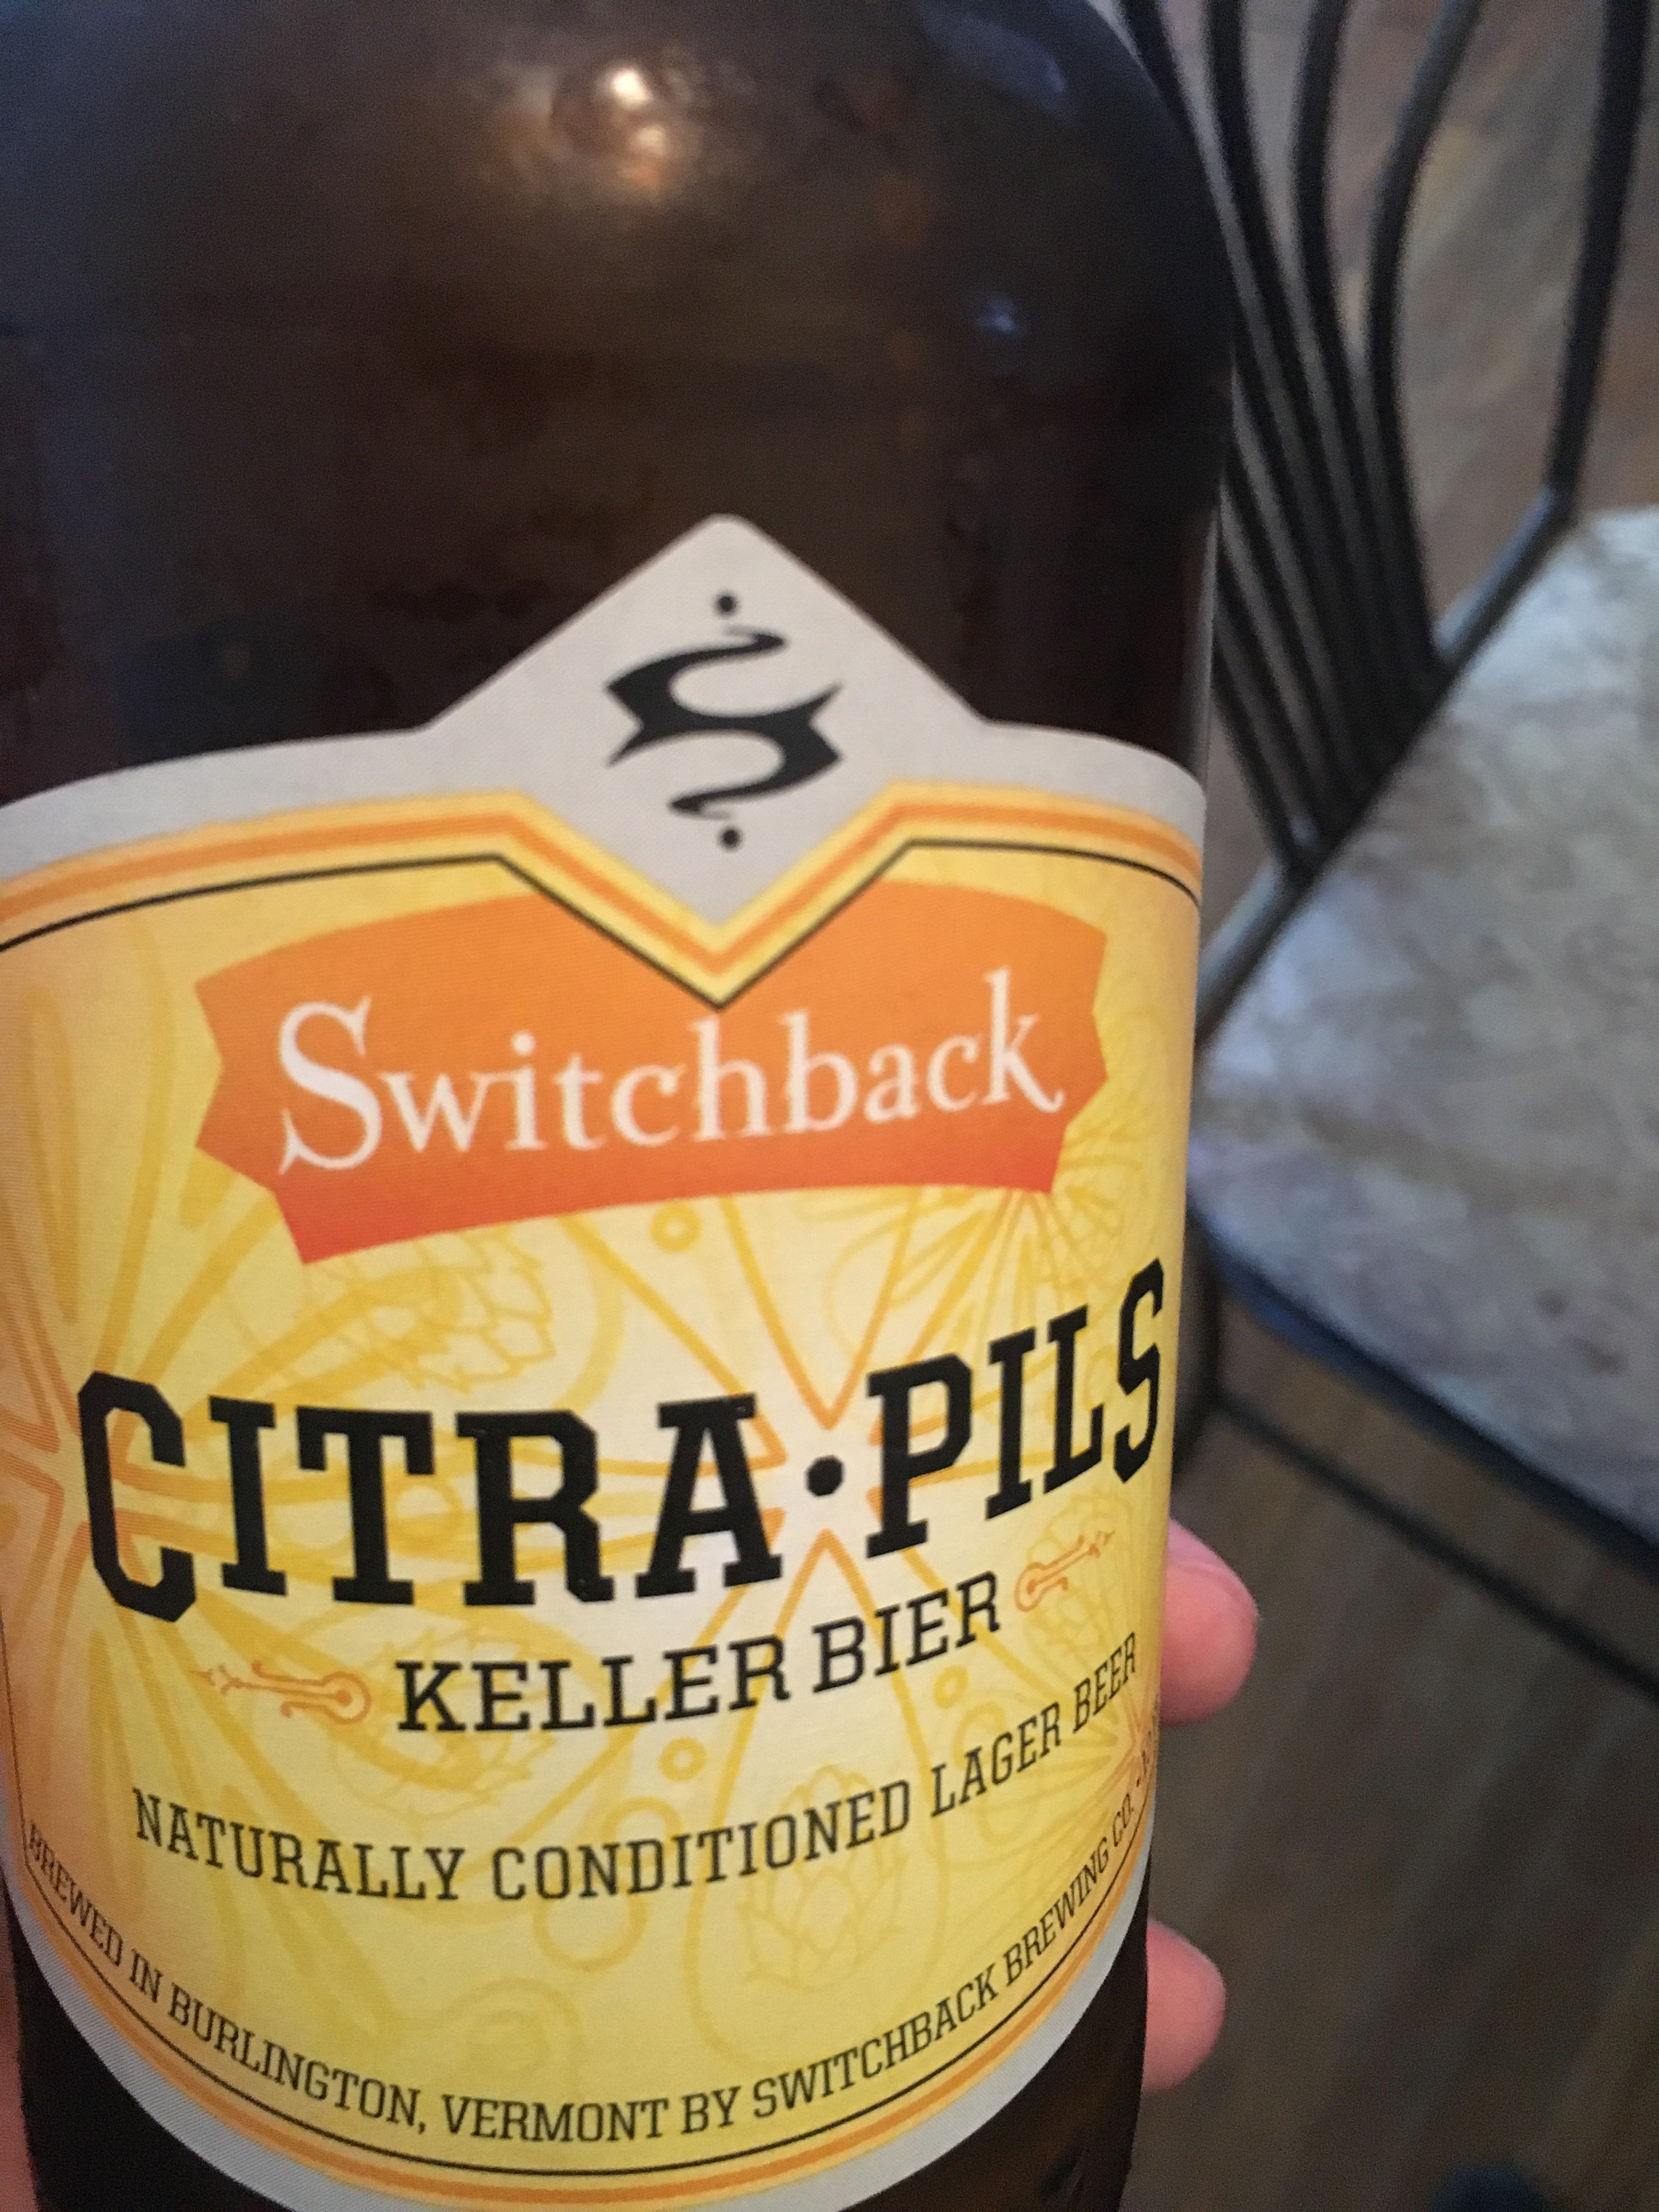 Switchback
CITRA·PILS
KELLER BIER
NATURALLY CONDITIONED LAGER BEER
BREWED IN BURLINGTON, VERMONT BY SWITCHBACK BREWING CO.